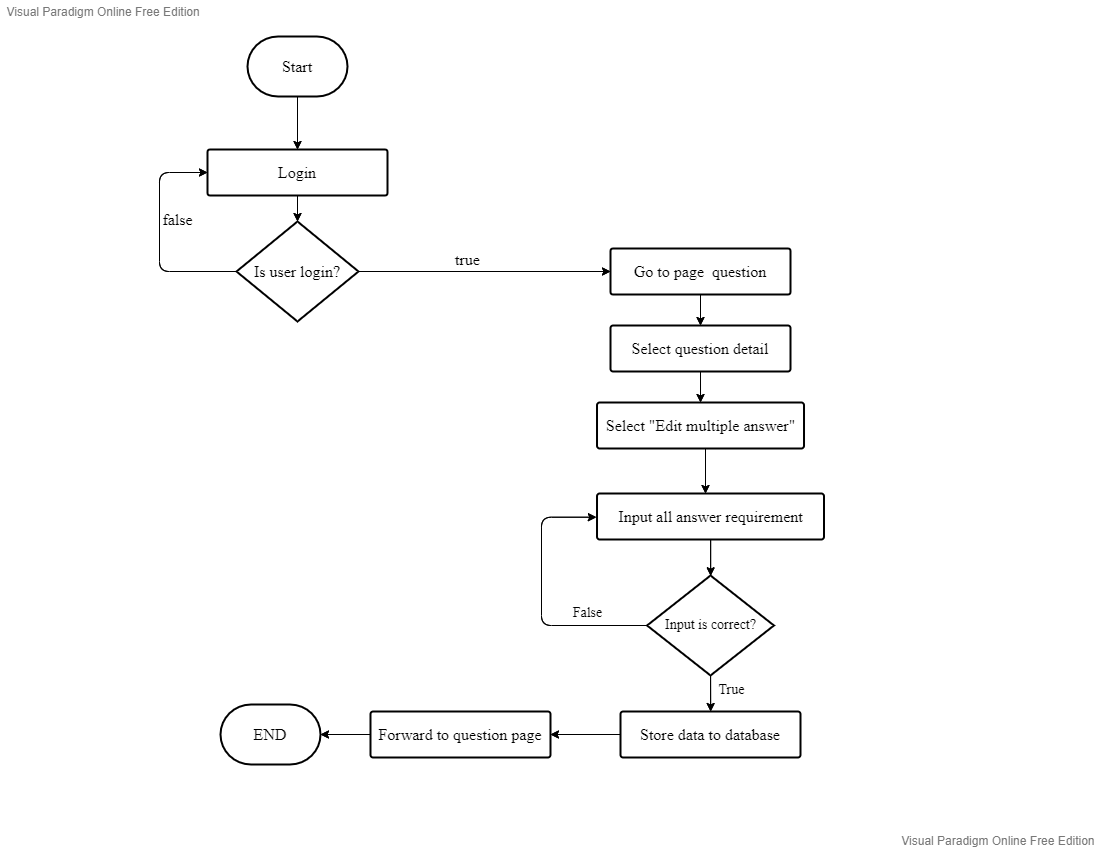 Visual Paradigm Online Free Edition
Start
Login
false
Is user login?
true
Go to page  question
Select question detail
Select "Edit multiple answer"
Input all answer requirement
False
Input is correct?
True
END
Forward to question page
Store data to database
Visual Paradigm Online Free Edition